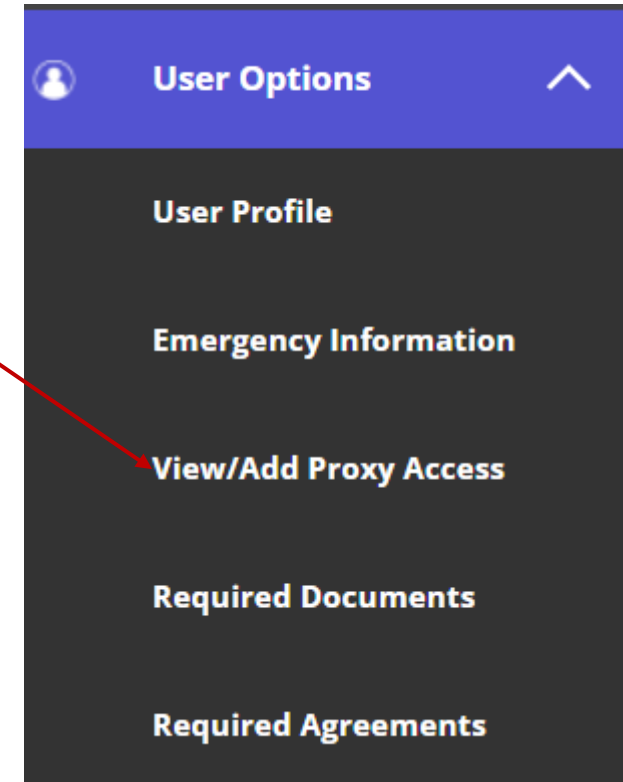 User Options
User Profile
Emergency Information
View/Add Proxy Access
Required Documents
Required Agreements